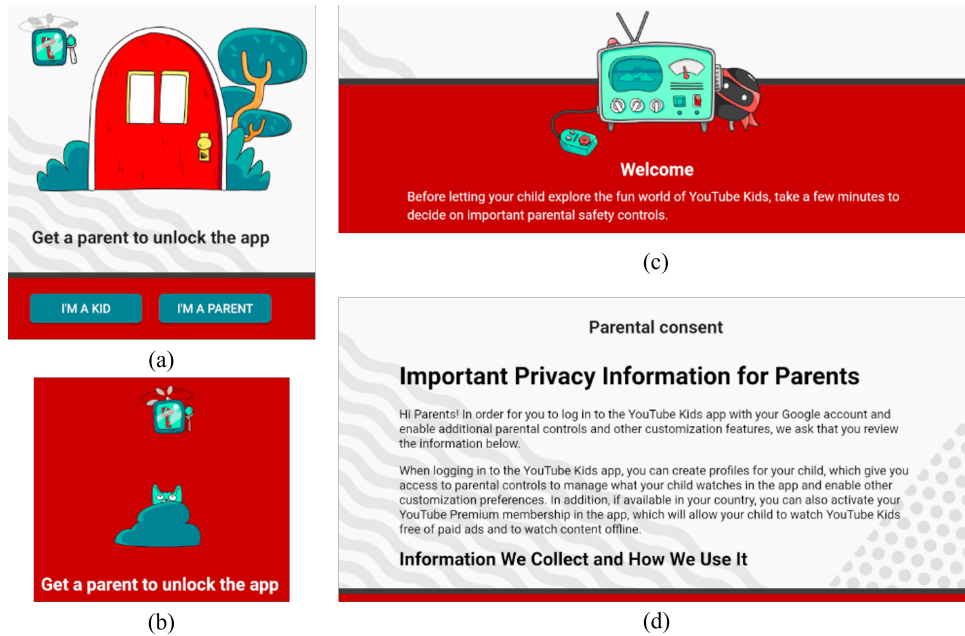 Get a parent to unlock the app
I'M A KID
I'M A PARENT
(a)
Get a parent to unlock the app
(b)
Welcome
Before letting your child explore the fun world of YouTube Kids, take a few minutes to
decide on important parental safety controls.
(c)
Parental consent
Important Privacy Information for Parents
Hi Parents! In order for you to log in to the YouTube Kids app with your Google account and
enable additional parental controls and other customization features, we ask that you review
the information below.
When logging in to the YouTube Kids app, you can create profiles for your child, which give you
access to parental controls to manage what your child watches in the app and enable other
customization preferences. In addition, if available in your country, you can also activate your
YouTube Premium membership in the app, which will allow your child to watch YouTube Kids
free of paid ads and to watch content offline.
Information We Collect and How We Use It
(d)